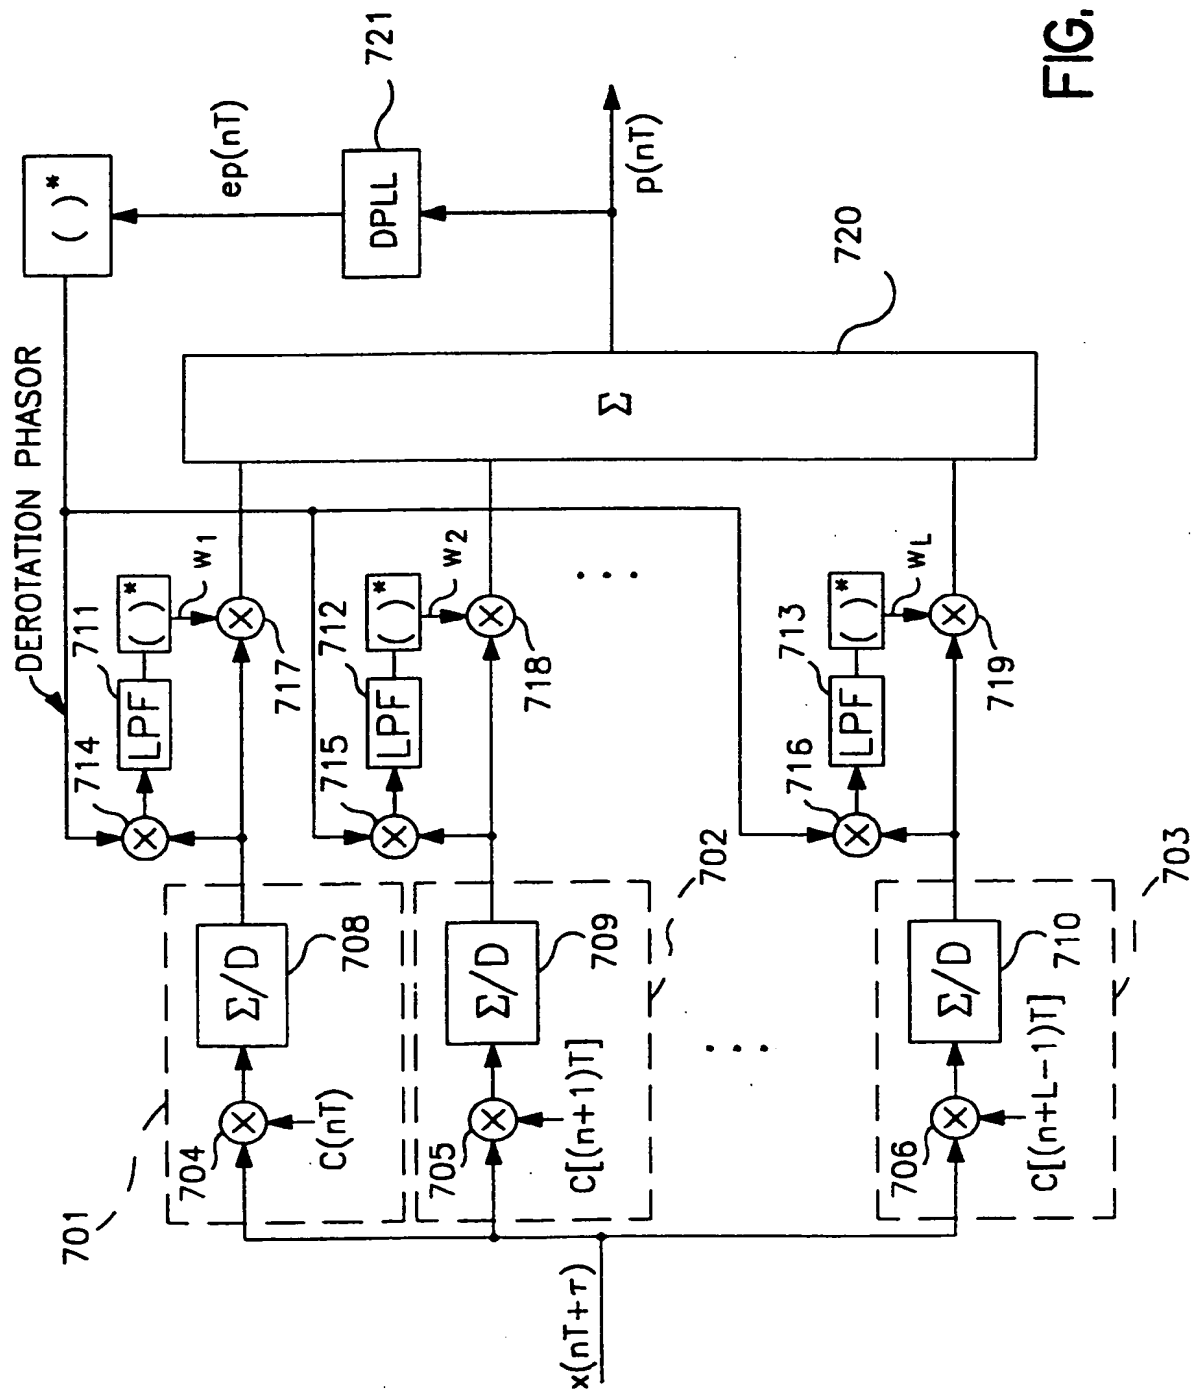 x(nT+τ)
701
704
C(nT)
Σ/D
708
705
C[(n+1)T]
Σ/D
709
702
706
C[(n+L−1)T]
Σ/D
710
703
DEROTATION PHASOR
714
LPF
711
( )*
w1
717
715
LPF
712
( )*
w2
718
716
LPF
713
( )*
wL
719
Σ
720
( )*
ep(nT)
DPLL
721
p(nT)
FIG.